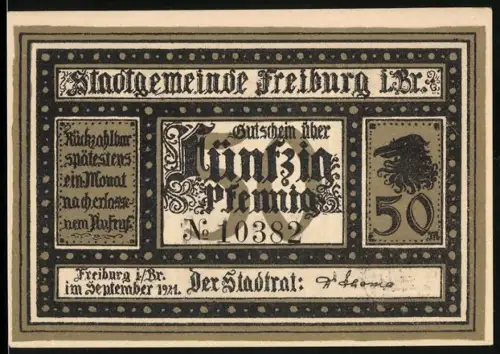 Stadtgemeinde Freiburg i.Br.
Rückzahlbar
spätestens
ein Monat
nach erlasse-
nem Aufruf.
Gutschein über
Fünfzig
Pfennig
№ 10382
50
Freiburg i/Br.
im September 1921.
Der Stadtrat: